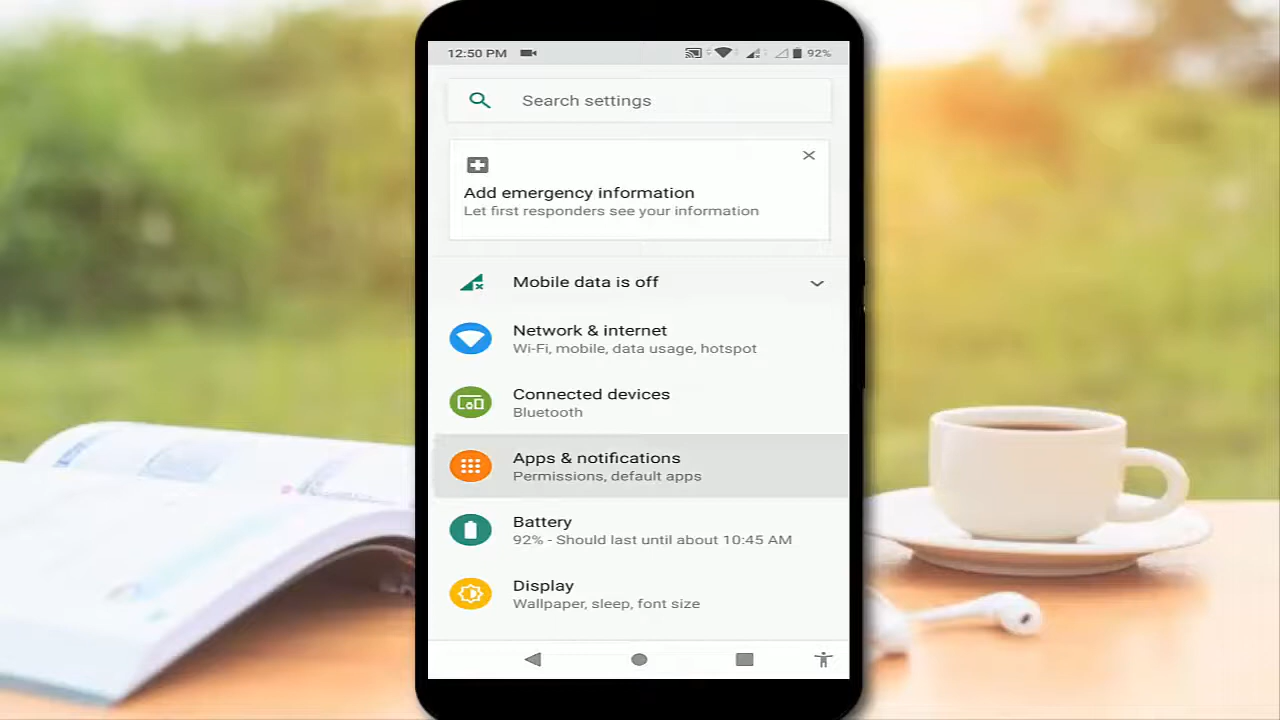 12:50 PM
92%
Search settings
Add emergency information
Let first responders see your information
Mobile data is off
Network & internet
Wi-Fi, mobile, data usage, hotspot
Connected devices
Bluetooth
Apps & notifications
Permissions, default apps
Battery
92% - Should last until about 10:45 AM
Display
Wallpaper, sleep, font size